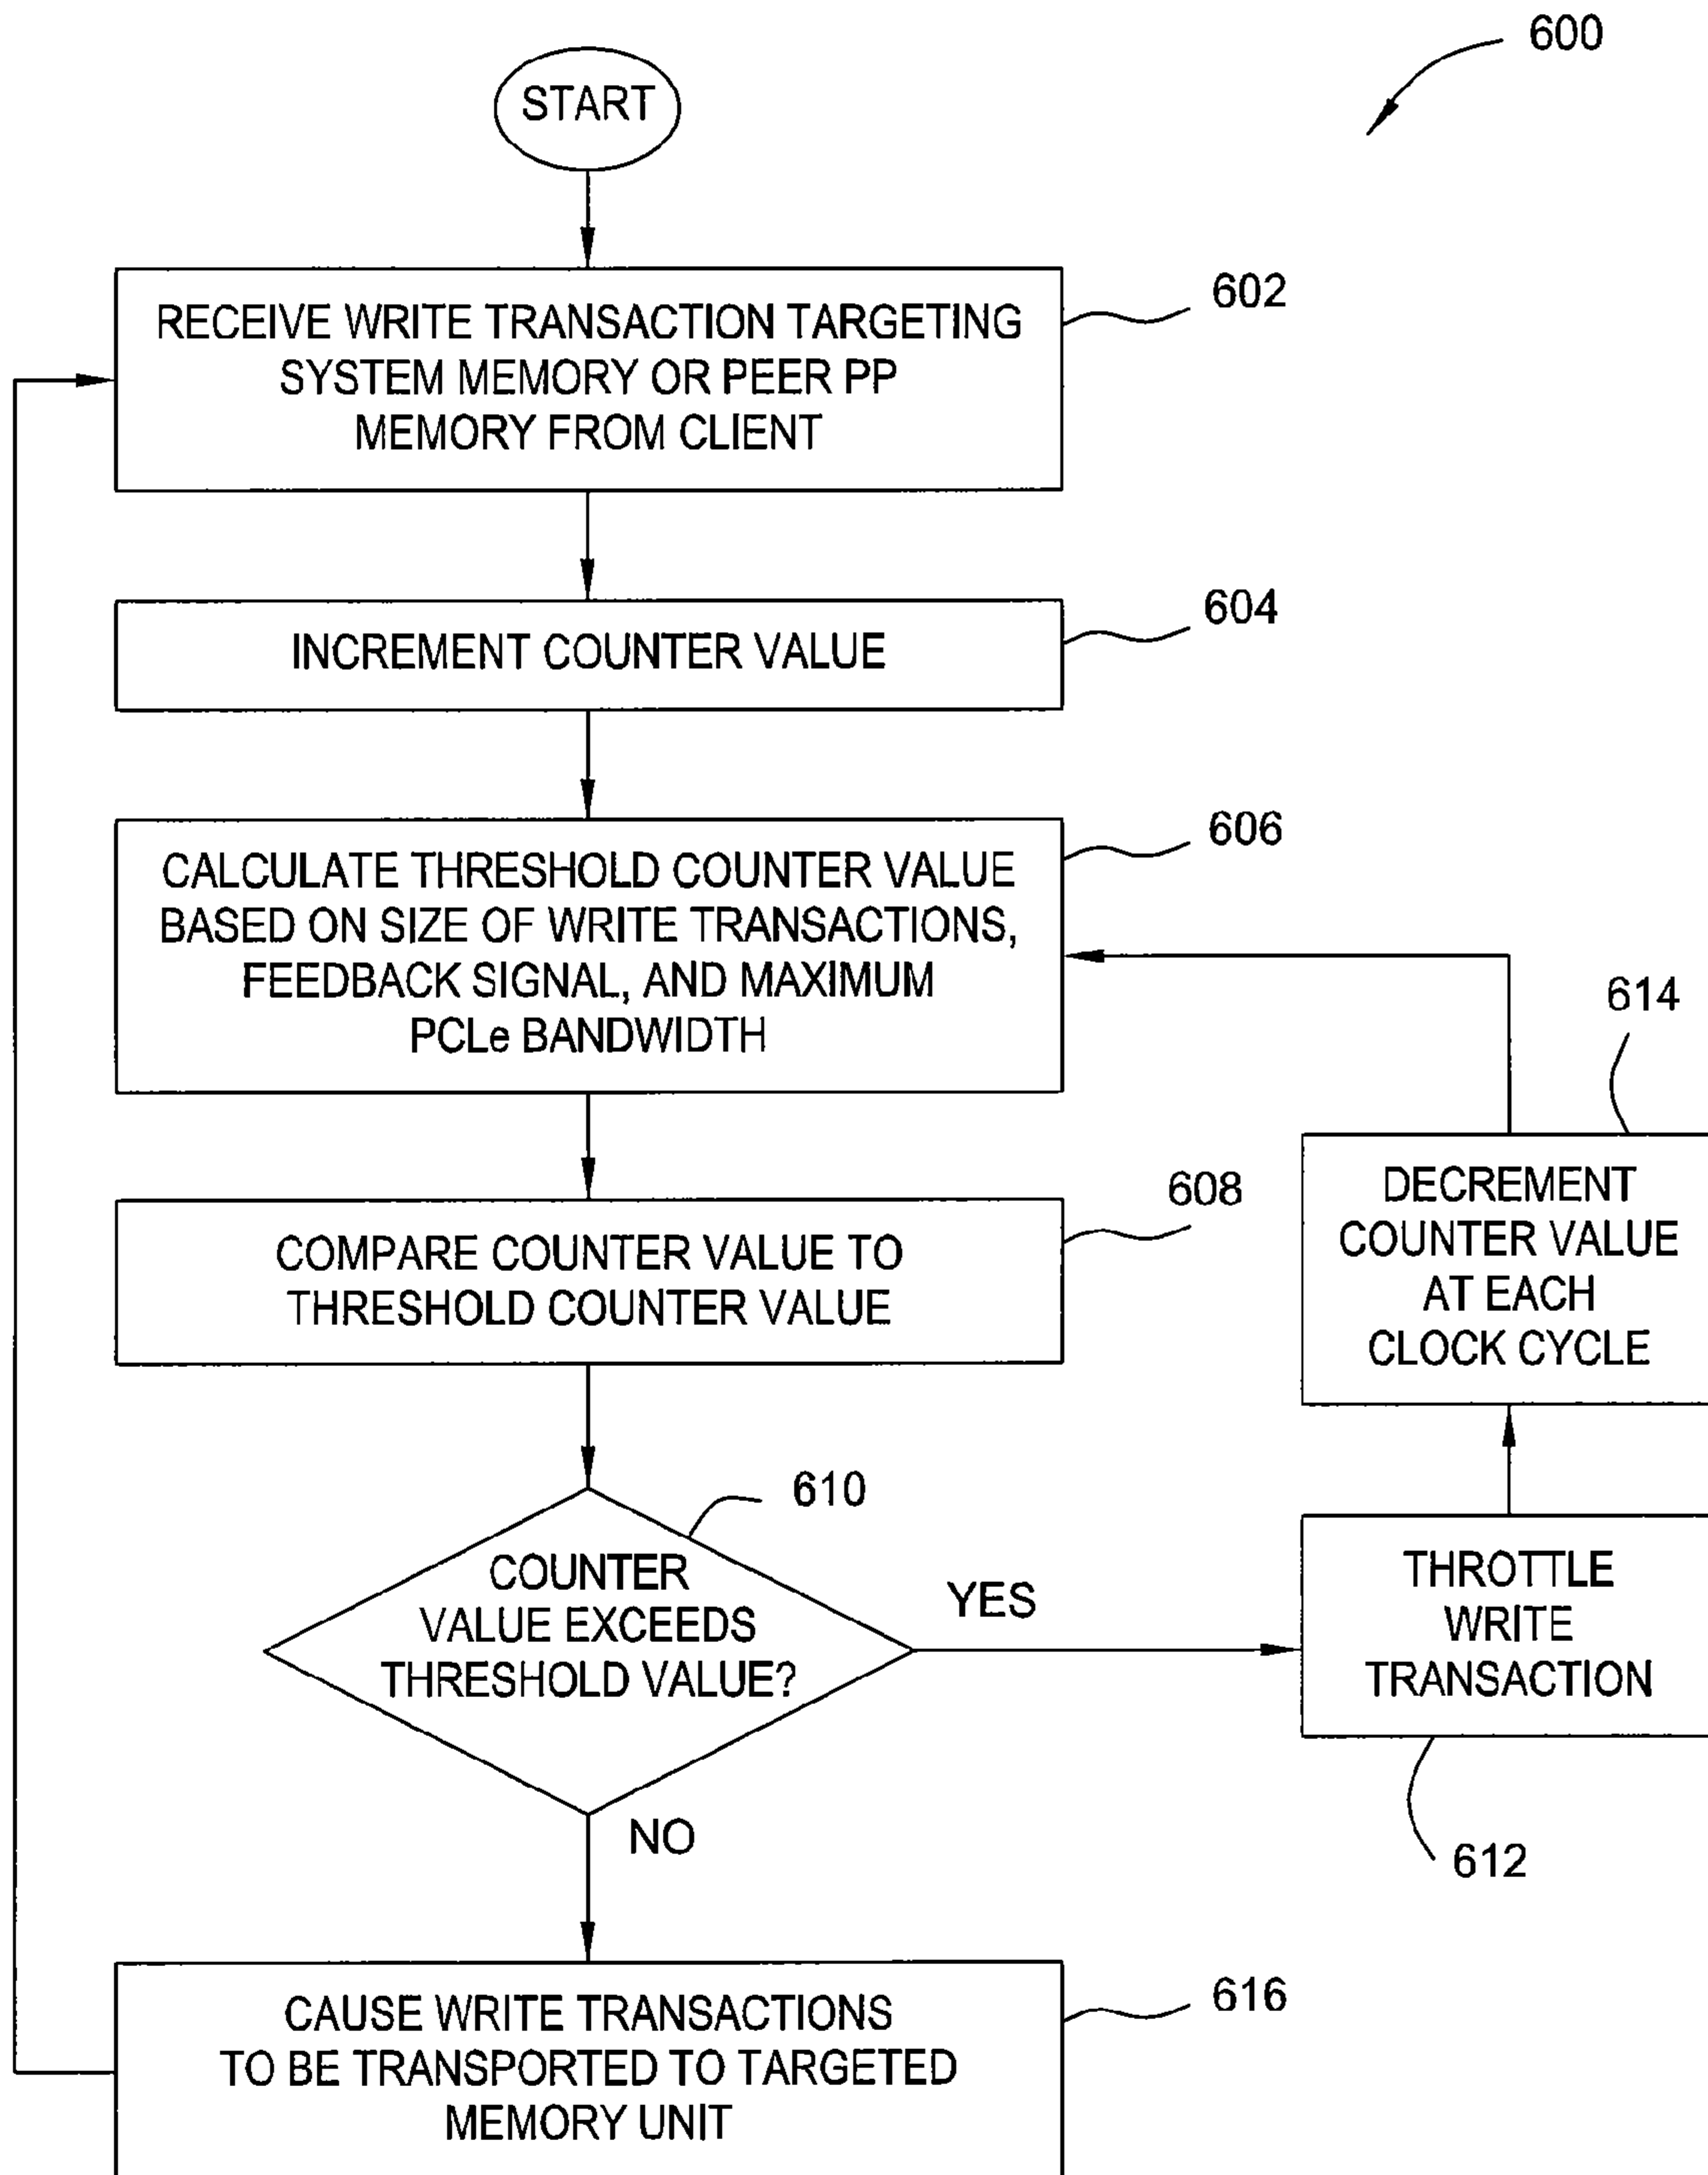 600
START
602
RECEIVE WRITE TRANSACTION TARGETING
SYSTEM MEMORY OR PEER PP
MEMORY FROM CLIENT
604
INCREMENT COUNTER VALUE
606
CALCULATE THRESHOLD COUNTER VALUE
BASED ON SIZE OF WRITE TRANSACTIONS,
FEEDBACK SIGNAL, AND MAXIMUM
PCLe BANDWIDTH
608
COMPARE COUNTER VALUE TO
THRESHOLD COUNTER VALUE
610
COUNTER
VALUE EXCEEDS
THRESHOLD VALUE?
YES
NO
612
THROTTLE
WRITE
TRANSACTION
614
DECREMENT
COUNTER VALUE
AT EACH
CLOCK CYCLE
616
CAUSE WRITE TRANSACTIONS
TO BE TRANSPORTED TO TARGETED
MEMORY UNIT